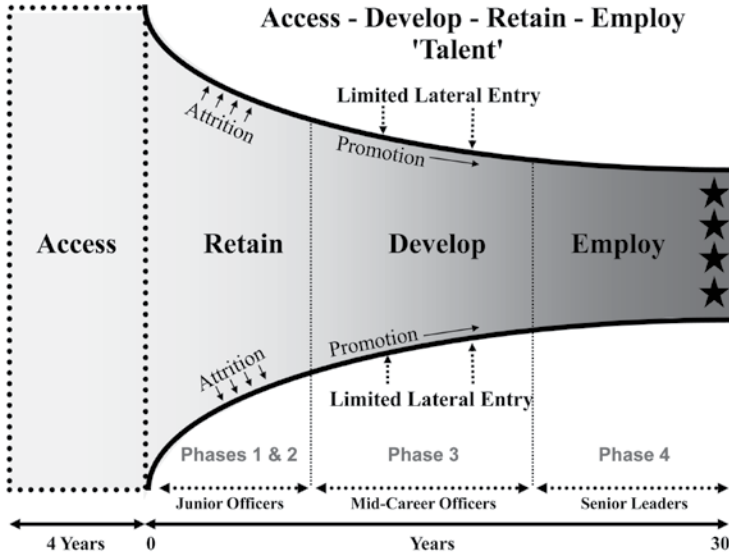 Access - Develop - Retain - Employ
'Talent'
Limited Lateral Entry
Attrition
Promotion
Access
Retain
Develop
Employ
Promotion
Attrition
Limited Lateral Entry
Phases 1 & 2
Phase 3
Phase 4
Junior Officers
Mid-Career Officers
Senior Leaders
4 Years
0
Years
30